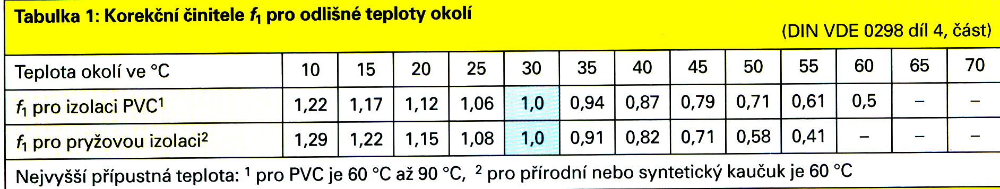 Tabulka 1: Korekční činitele f1 pro odlišné teploty okolí
(DIN VDE 0298 díl 4, část)
Teplota okolí ve °C 10 15 20 25 30 35 40 45 50 55 60 65 70
f1 pro izolaci PVC¹ 1,22 1,17 1,12 1,06 1,0 0,94 0,87 0,79 0,71 0,61 0,5 – –
f1 pro pryžovou izolaci² 1,29 1,22 1,15 1,08 1,0 0,91 0,82 0,71 0,58 0,41 – – –
Nejvyšší přípustná teplota: ¹ pro PVC je 60 °C až 90 °C, ² pro přírodní nebo syntetický kaučuk je 60 °C